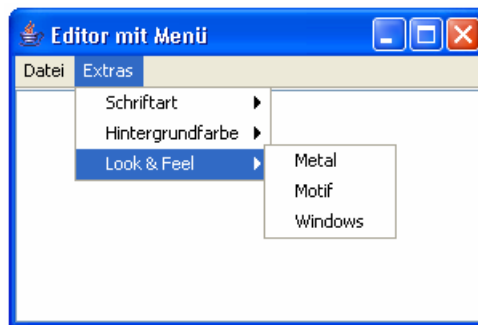 Editor mit Menü
Datei Extras
Schriftart
Hintergrundfarbe
Look & Feel
Metal
Motif
Windows